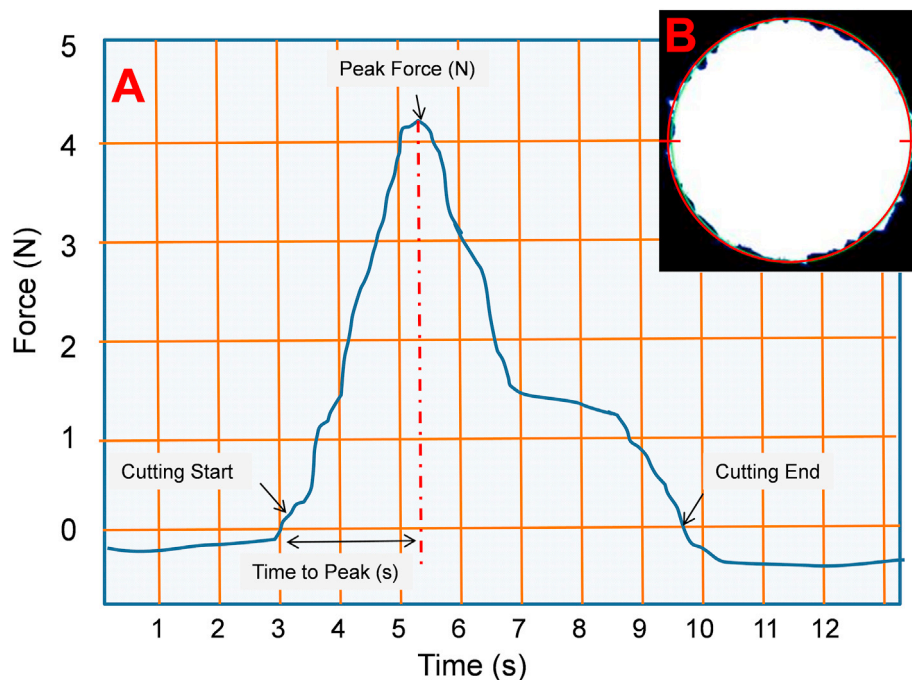 A
B
Peak Force (N)
5
4
3
2
1
0
Force (N)
Cutting Start
Cutting End
Time to Peak (s)
1 2 3 4 5 6 7 8 9 10 11 12
Time (s)